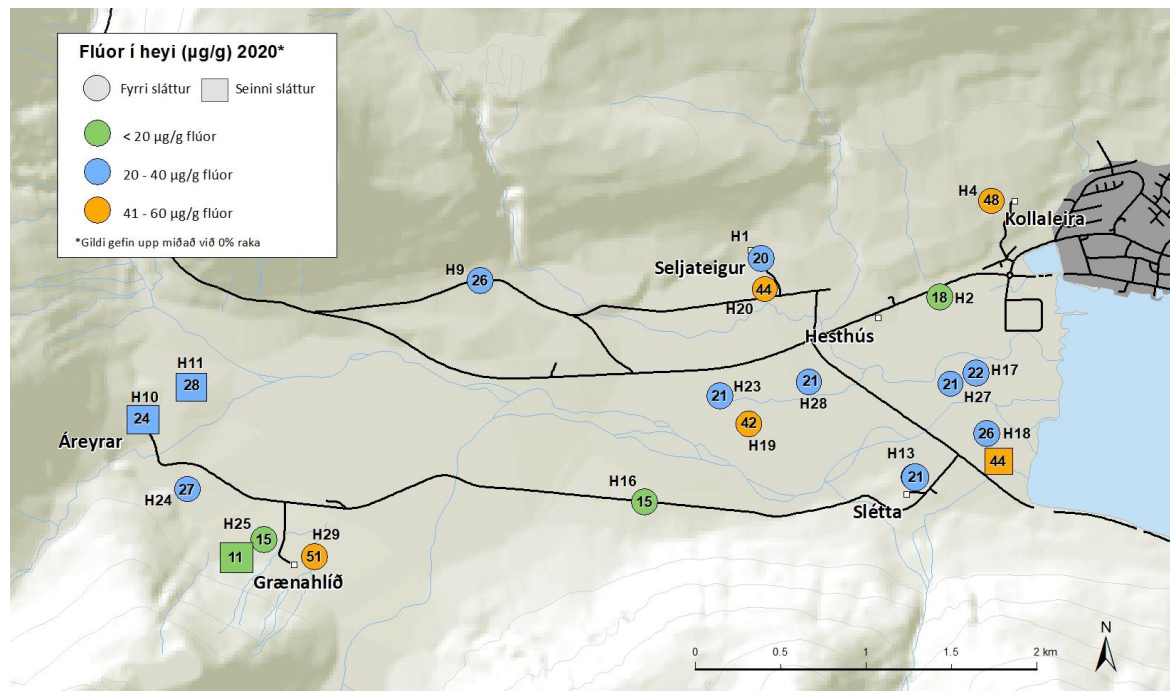 Flúor í heyi (µg/g) 2020*
Fyrri sláttur
Seinni sláttur
< 20 µg/g flúor
20 - 40 µg/g flúor
41 - 60 µg/g flúor
*Gildi gefin upp miðað við 0% raka
H4
48
Kollaleira
H1
20
Seljateigur
44
H20
H9
26
18
H2
Hesthús
H11
28
H10
24
Áreyrar
21
H23
21
H28
22
H17
21
H27
42
H19
26
H18
44
H13
21
Slétta
H24
27
H16
15
H25
15
11
H29
51
Grænahlíð
N
0 0.5 1 1.5 2 km